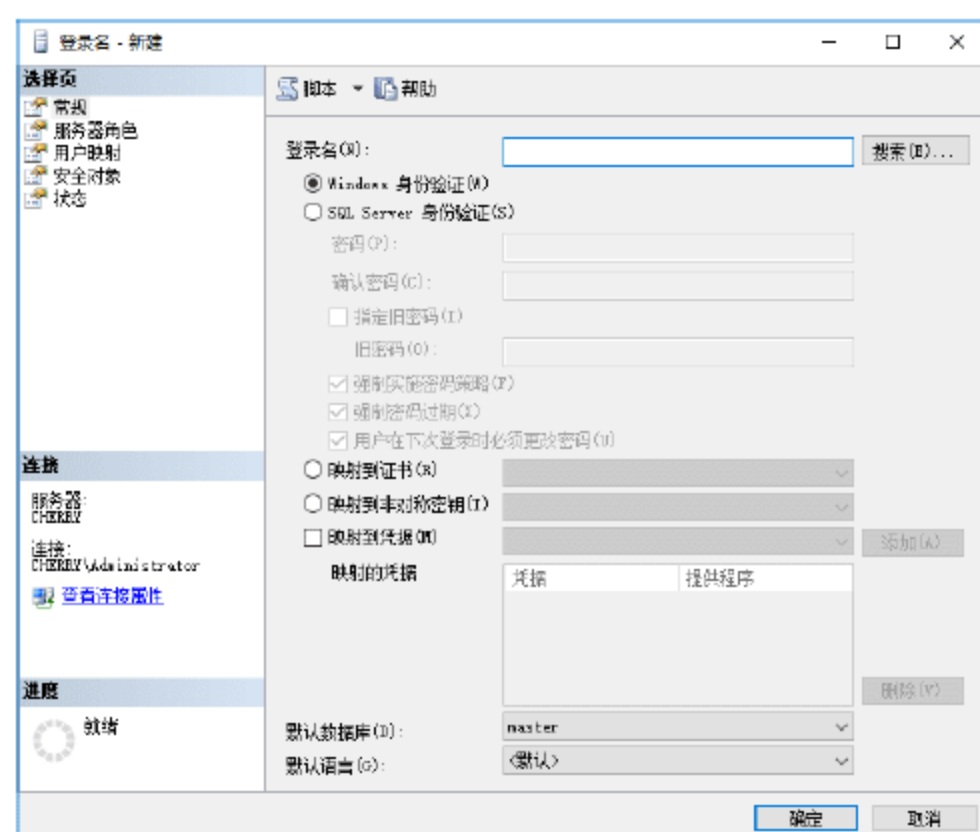 登录名 - 新建
选择页
常规
服务器角色
用户映射
安全对象
状态
连接
服务器:
CHERRY
连接:
CHERRY\Administrator
查看连接属性
进度
就绪
脚本 帮助
登录名(N): 搜索(E)...
Windows 身份验证(W)
SQL Server 身份验证(S)
密码(P):
确认密码(C):
指定旧密码(I)
旧密码(O):
强制实施密码策略(F)
强制密码过期(X)
用户在下次登录时必须更改密码(U)
映射到证书(R)
映射到非对称密钥(T)
映射到凭据(M) 添加(A)
映射的凭据 凭据 提供程序
删除(V)
默认数据库(D): master
默认语言(G): <默认>
确定 取消